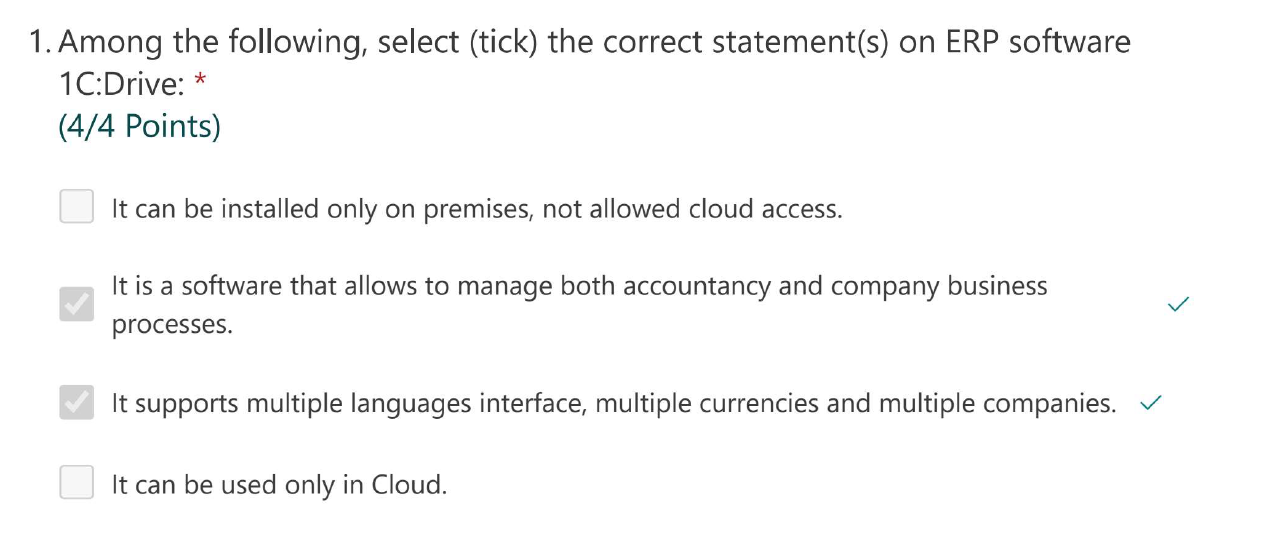 1. Among the following, select (tick) the correct statement(s) on ERP software
1C:Drive: *
(4/4 Points)
It can be installed only on premises, not allowed cloud access.
It is a software that allows to manage both accountancy and company business
processes.
It supports multiple languages interface, multiple currencies and multiple companies.
It can be used only in Cloud.